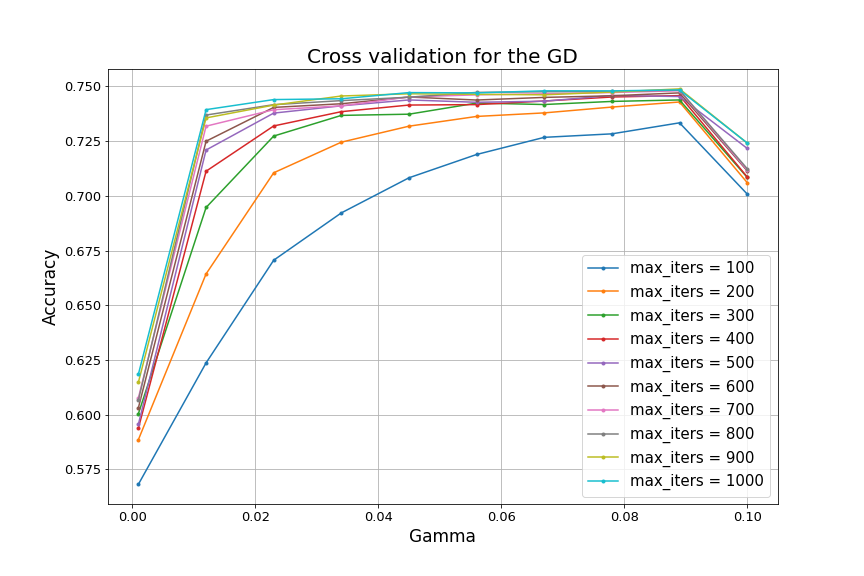 Cross validation for the GD
0.750
0.725
0.700
0.675
0.650
0.625
0.600
0.575
Accuracy
0.00 0.02 0.04 0.06 0.08 0.10
Gamma
max_iters = 100
max_iters = 200
max_iters = 300
max_iters = 400
max_iters = 500
max_iters = 600
max_iters = 700
max_iters = 800
max_iters = 900
max_iters = 1000